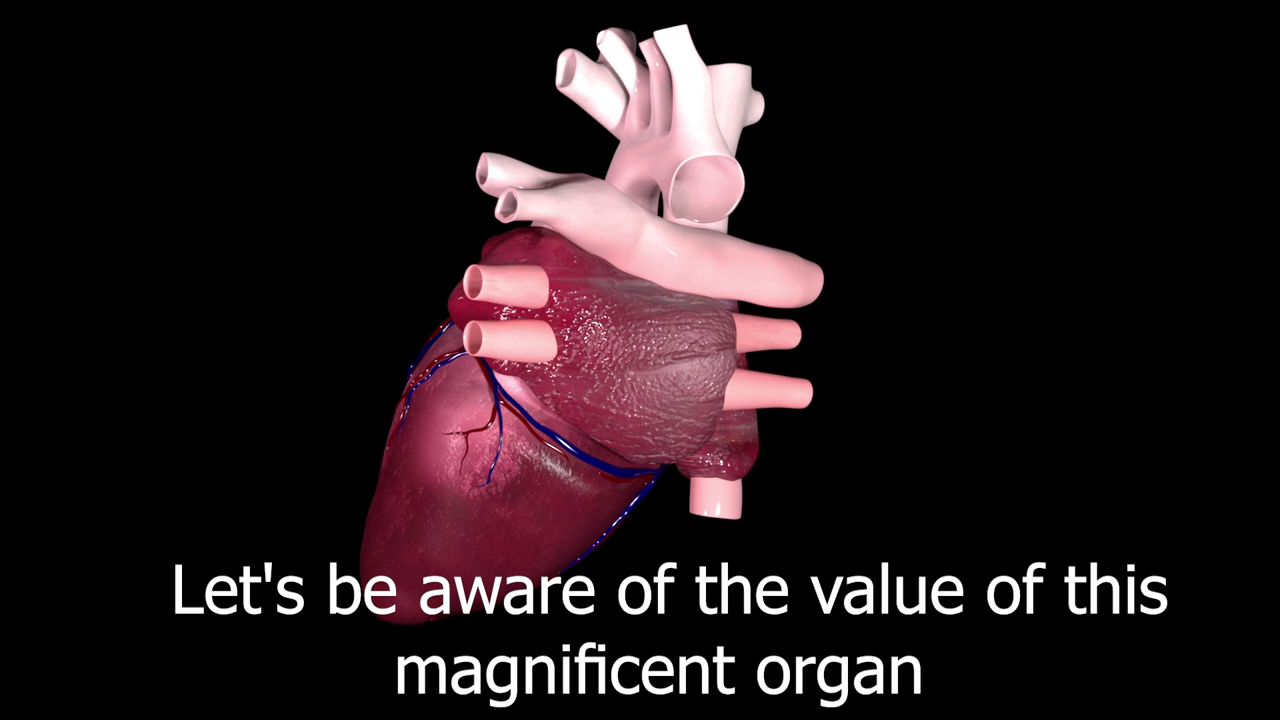 Let's be aware of the value of this
magnificent organ